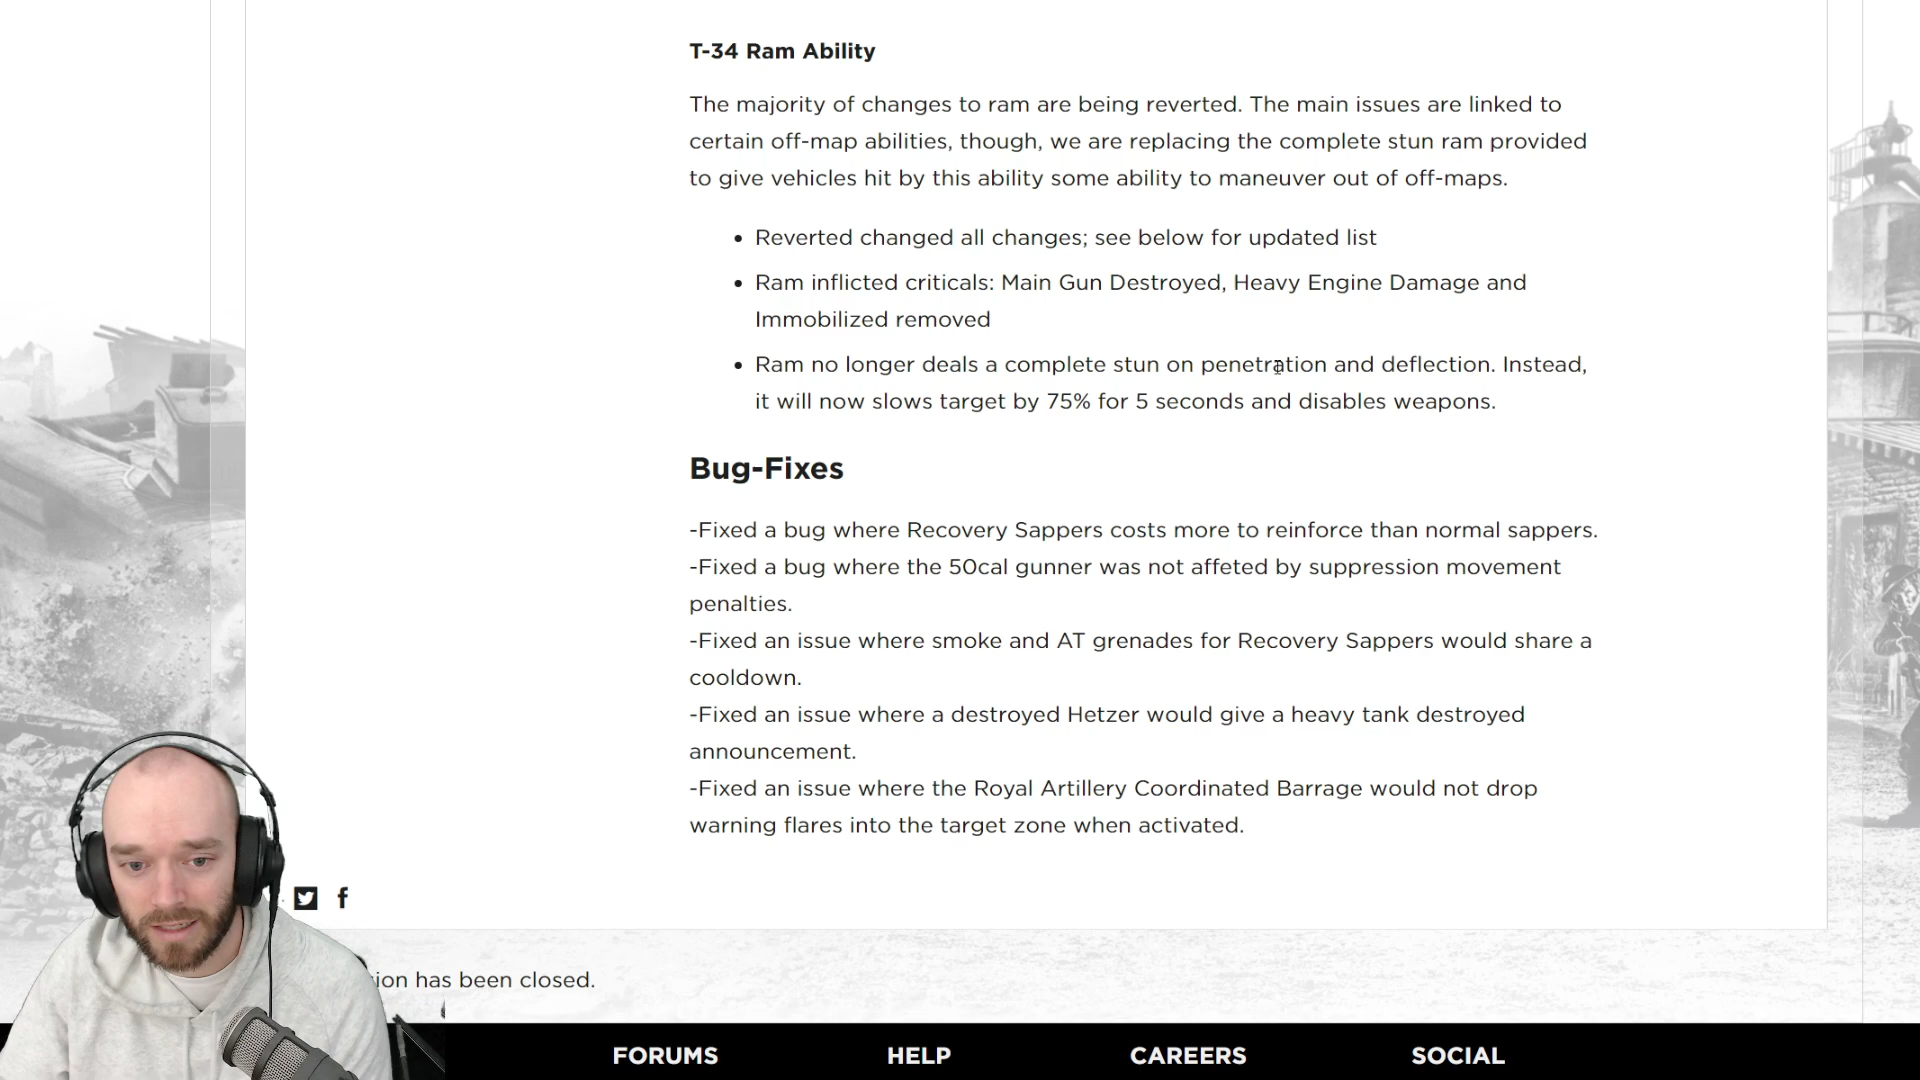 T-34 Ram Ability
The majority of changes to ram are being reverted. The main issues are linked to
certain off-map abilities, though, we are replacing the complete stun ram provided
to give vehicles hit by this ability some ability to maneuver out of off-maps.
• Reverted changed all changes; see below for updated list
• Ram inflicted criticals: Main Gun Destroyed, Heavy Engine Damage and
Immobilized removed
• Ram no longer deals a complete stun on penetration and deflection. Instead,
it will now slows target by 75% for 5 seconds and disables weapons.
Bug-Fixes
-Fixed a bug where Recovery Sappers costs more to reinforce than normal sappers.
-Fixed a bug where the 50cal gunner was not affeted by suppression movement
penalties.
-Fixed an issue where smoke and AT grenades for Recovery Sappers would share a
cooldown.
-Fixed an issue where a destroyed Hetzer would give a heavy tank destroyed
announcement.
-Fixed an issue where the Royal Artillery Coordinated Barrage would not drop
warning flares into the target zone when activated.
ion has been closed.
FORUMS HELP CAREERS SOCIAL